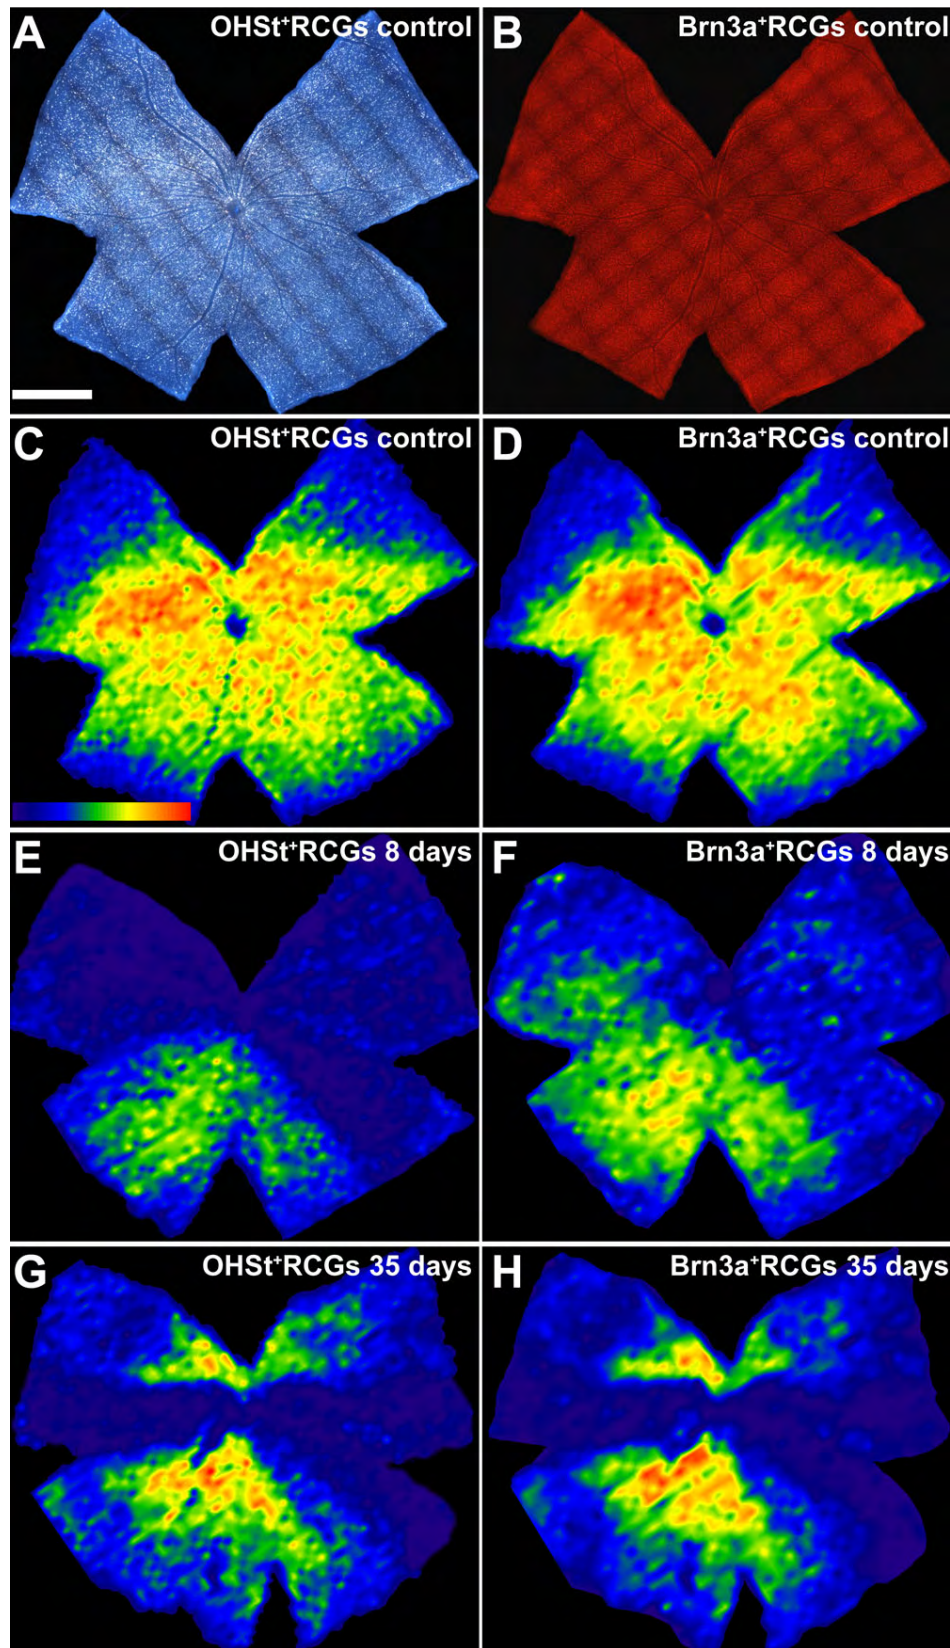 A OHSt⁺RCGs control
B Brn3a⁺RCGs control
C OHSt⁺RCGs control
D Brn3a⁺RCGs control
E OHSt⁺RCGs 8 days
F Brn3a⁺RCGs 8 days
G OHSt⁺RCGs 35 days
H Brn3a⁺RCGs 35 days